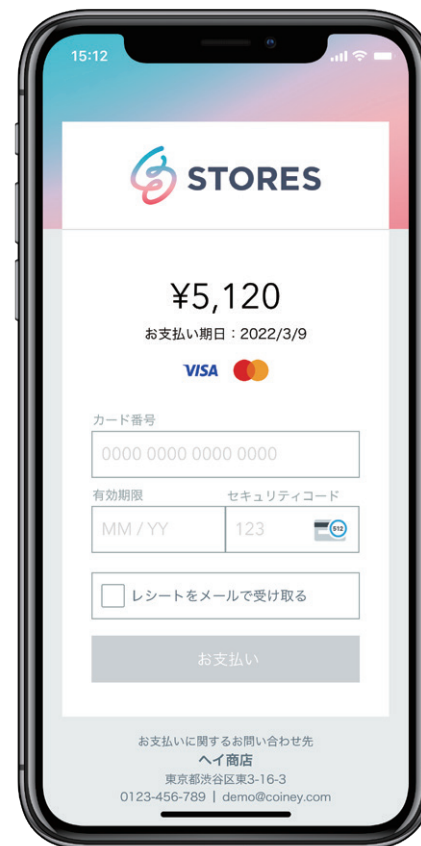 15:12
STORES
¥5,120
お支払い期日：2022/3/9
VISA
カード番号
0000 0000 0000 0000
有効期限 セキュリティコード
MM / YY 123 512
レシートをメールで受け取る
お支払い
お支払いに関するお問い合わせ先
ヘイ商店
東京都渋谷区東3-16-3
0123-456-789 | demo@coiney.com